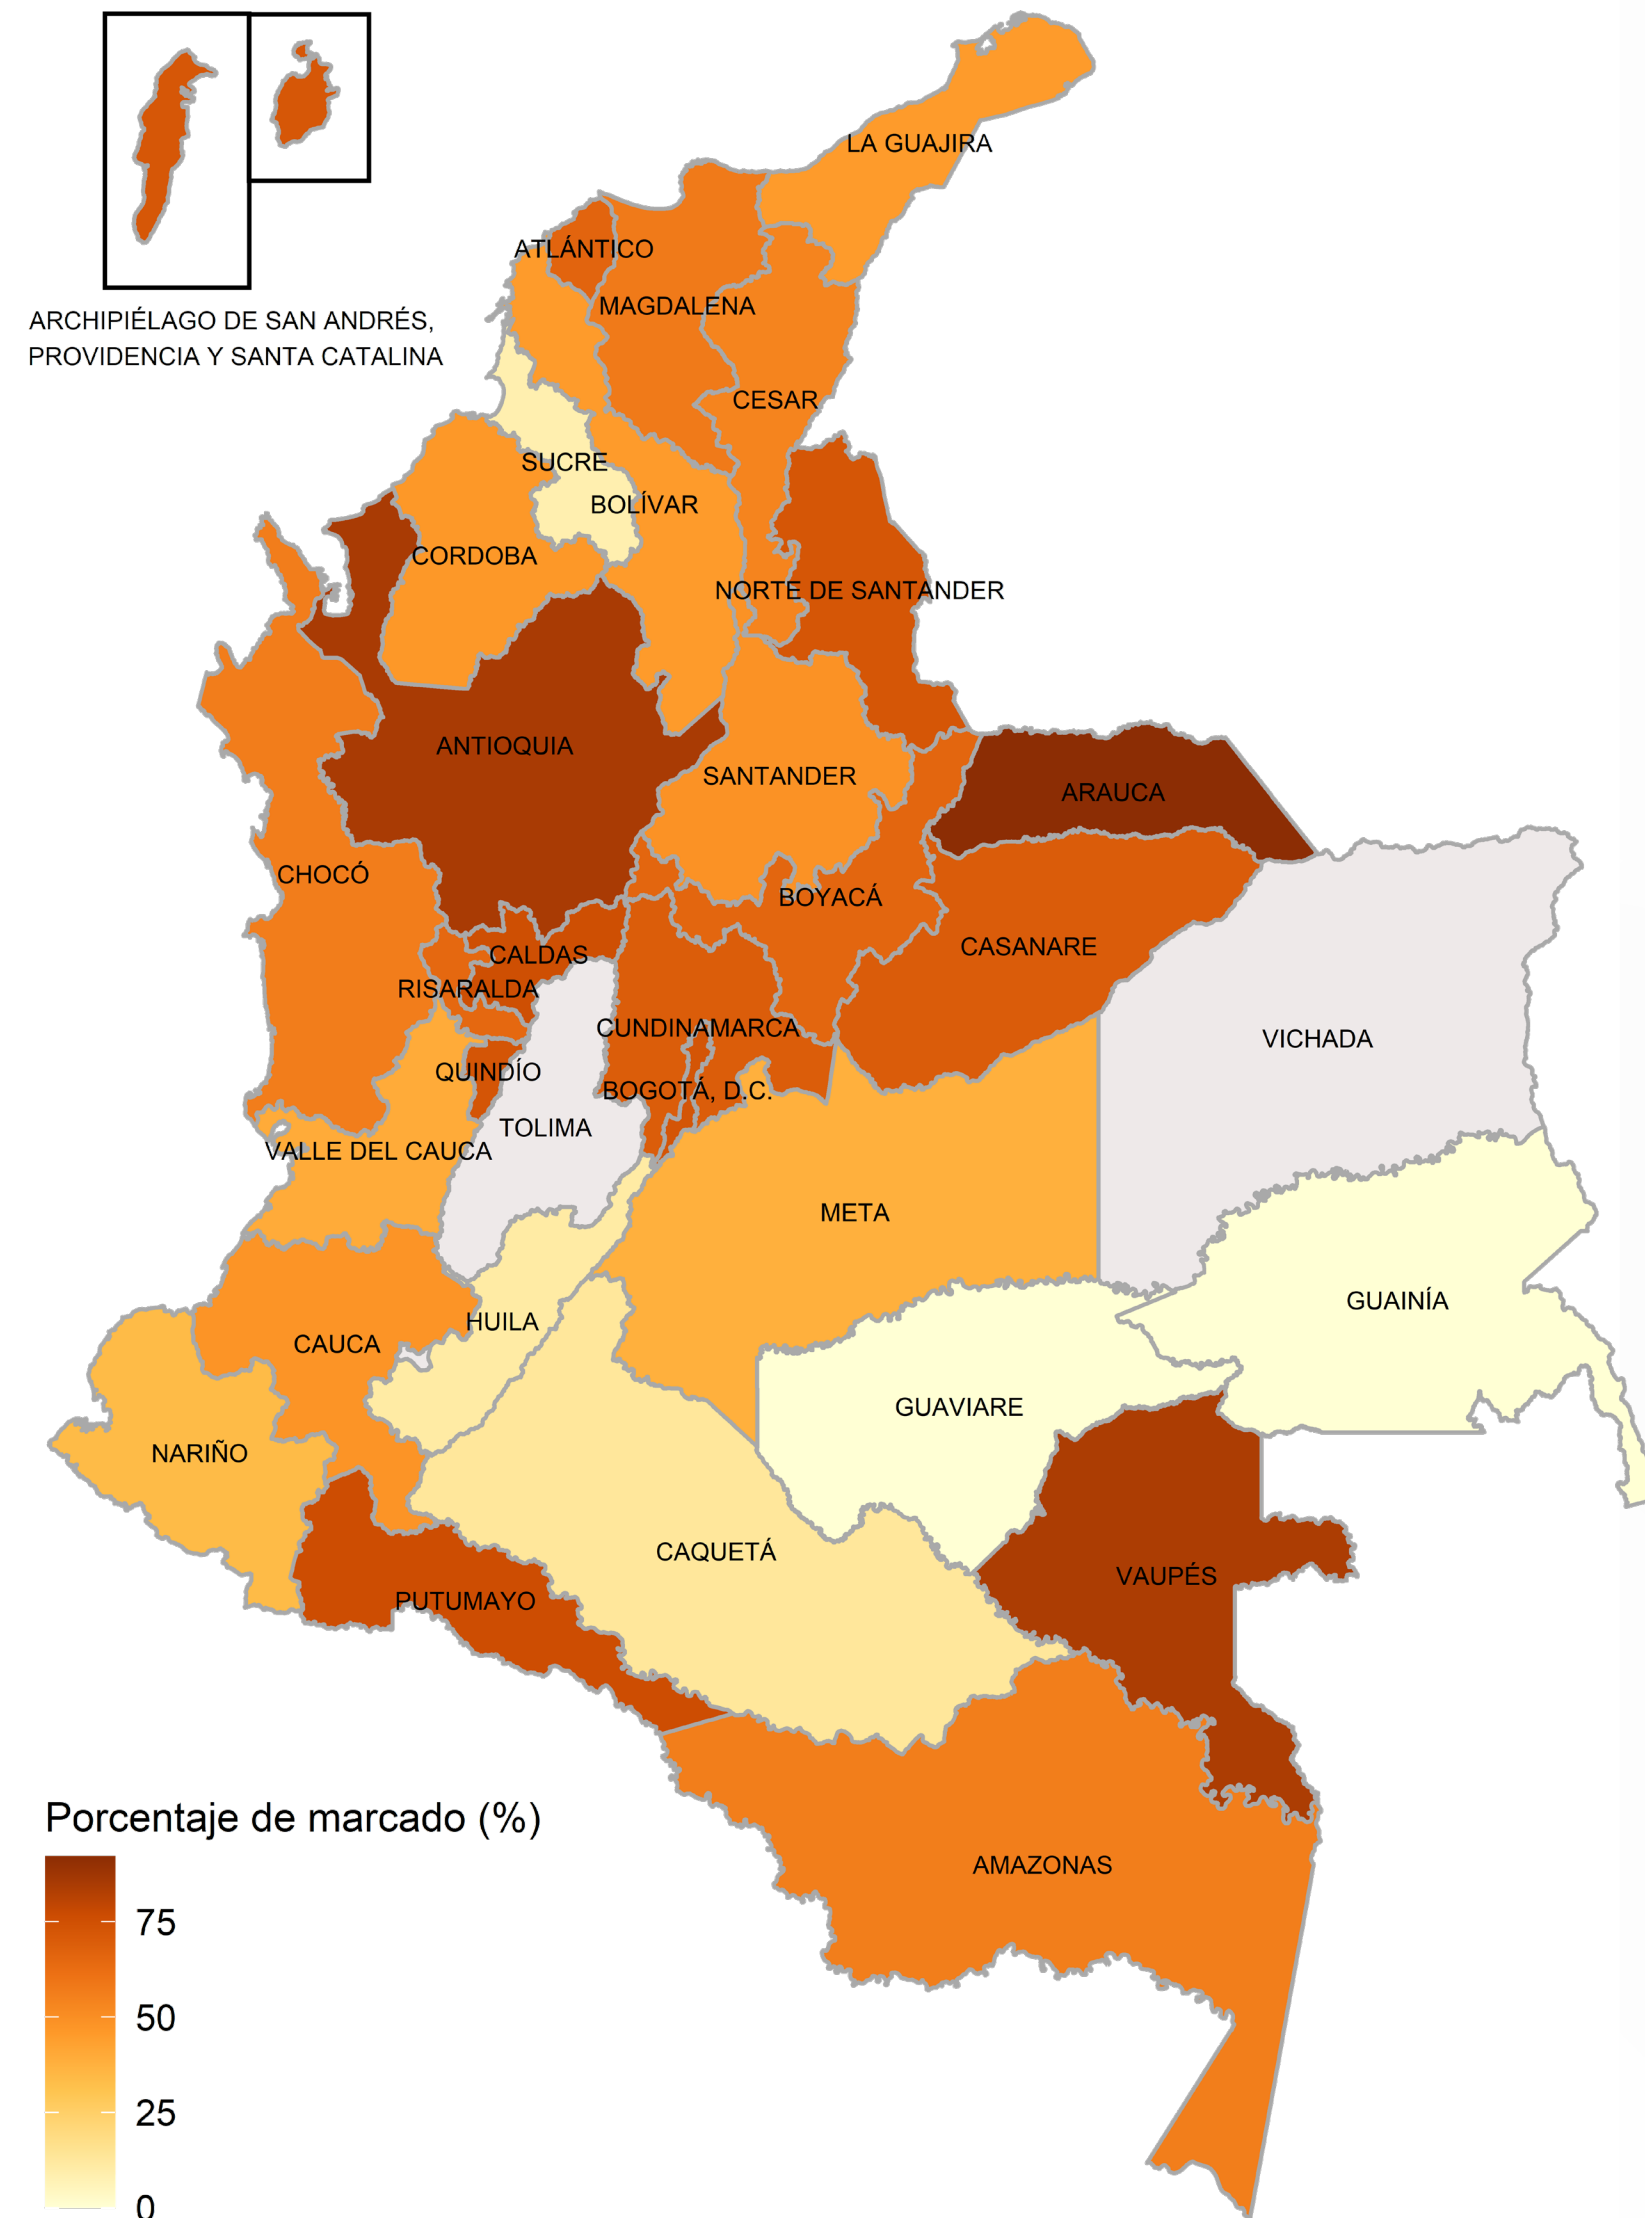 LA GUAJIRA
ATLÁNTICO
MAGDALENA
ARCHIPIÉLAGO DE SAN ANDRÉS,
PROVIDENCIA Y SANTA CATALINA
CESAR
SUCRE
BOLÍVAR
CORDOBA
NORTE DE SANTANDER
ANTIOQUIA
SANTANDER
ARAUCA
CHOCÓ
BOYACÁ
CASANARE
CALDAS
RISARALDA
CUNDINAMARCA
VICHADA
QUINDÍO
BOGOTÁ, D.C.
TOLIMA
VALLE DEL CAUCA
META
GUAINÍA
HUILA
CAUCA
GUAVIARE
NARIÑO
CAQUETÁ
VAUPÉS
PUTUMAYO
AMAZONAS
Porcentaje de marcado (%)
75
50
25
0